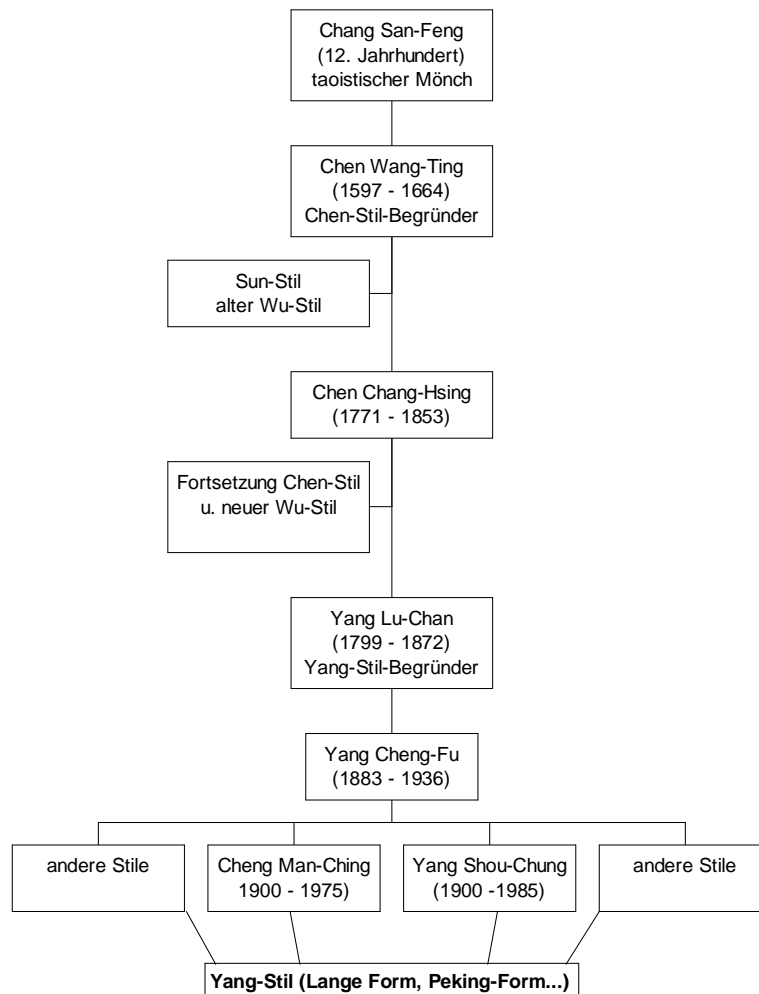 Chang San-Feng
(12. Jahrhundert)
taoistischer Mönch
Chen Wang-Ting
(1597 - 1664)
Chen-Stil-Begründer
Sun-Stil
alter Wu-Stil
Chen Chang-Hsing
(1771 - 1853)
Fortsetzung Chen-Stil
u. neuer Wu-Stil
Yang Lu-Chan
(1799 - 1872)
Yang-Stil-Begründer
Yang Cheng-Fu
(1883 - 1936)
andere Stile
Cheng Man-Ching
1900 - 1975)
Yang Shou-Chung
(1900 -1985)
andere Stile
Yang-Stil (Lange Form, Peking-Form...)